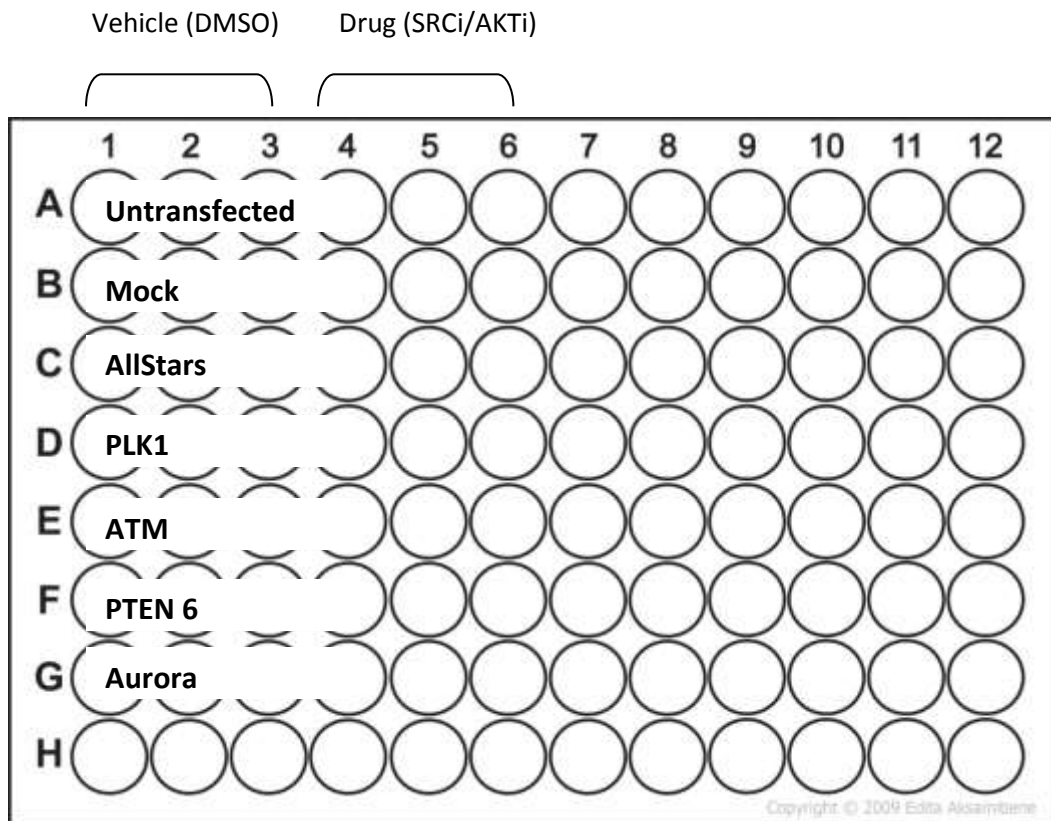 Vehicle (DMSO) Drug (SRCi/AKTi)
1 2 3 4 5 6 7 8 9 10 11 12
A Untransfected
B Mock
C AllStars
D PLK1
E ATM
F PTEN 6
G Aurora
H
Copyright © 2009 Edita Aksamitiene